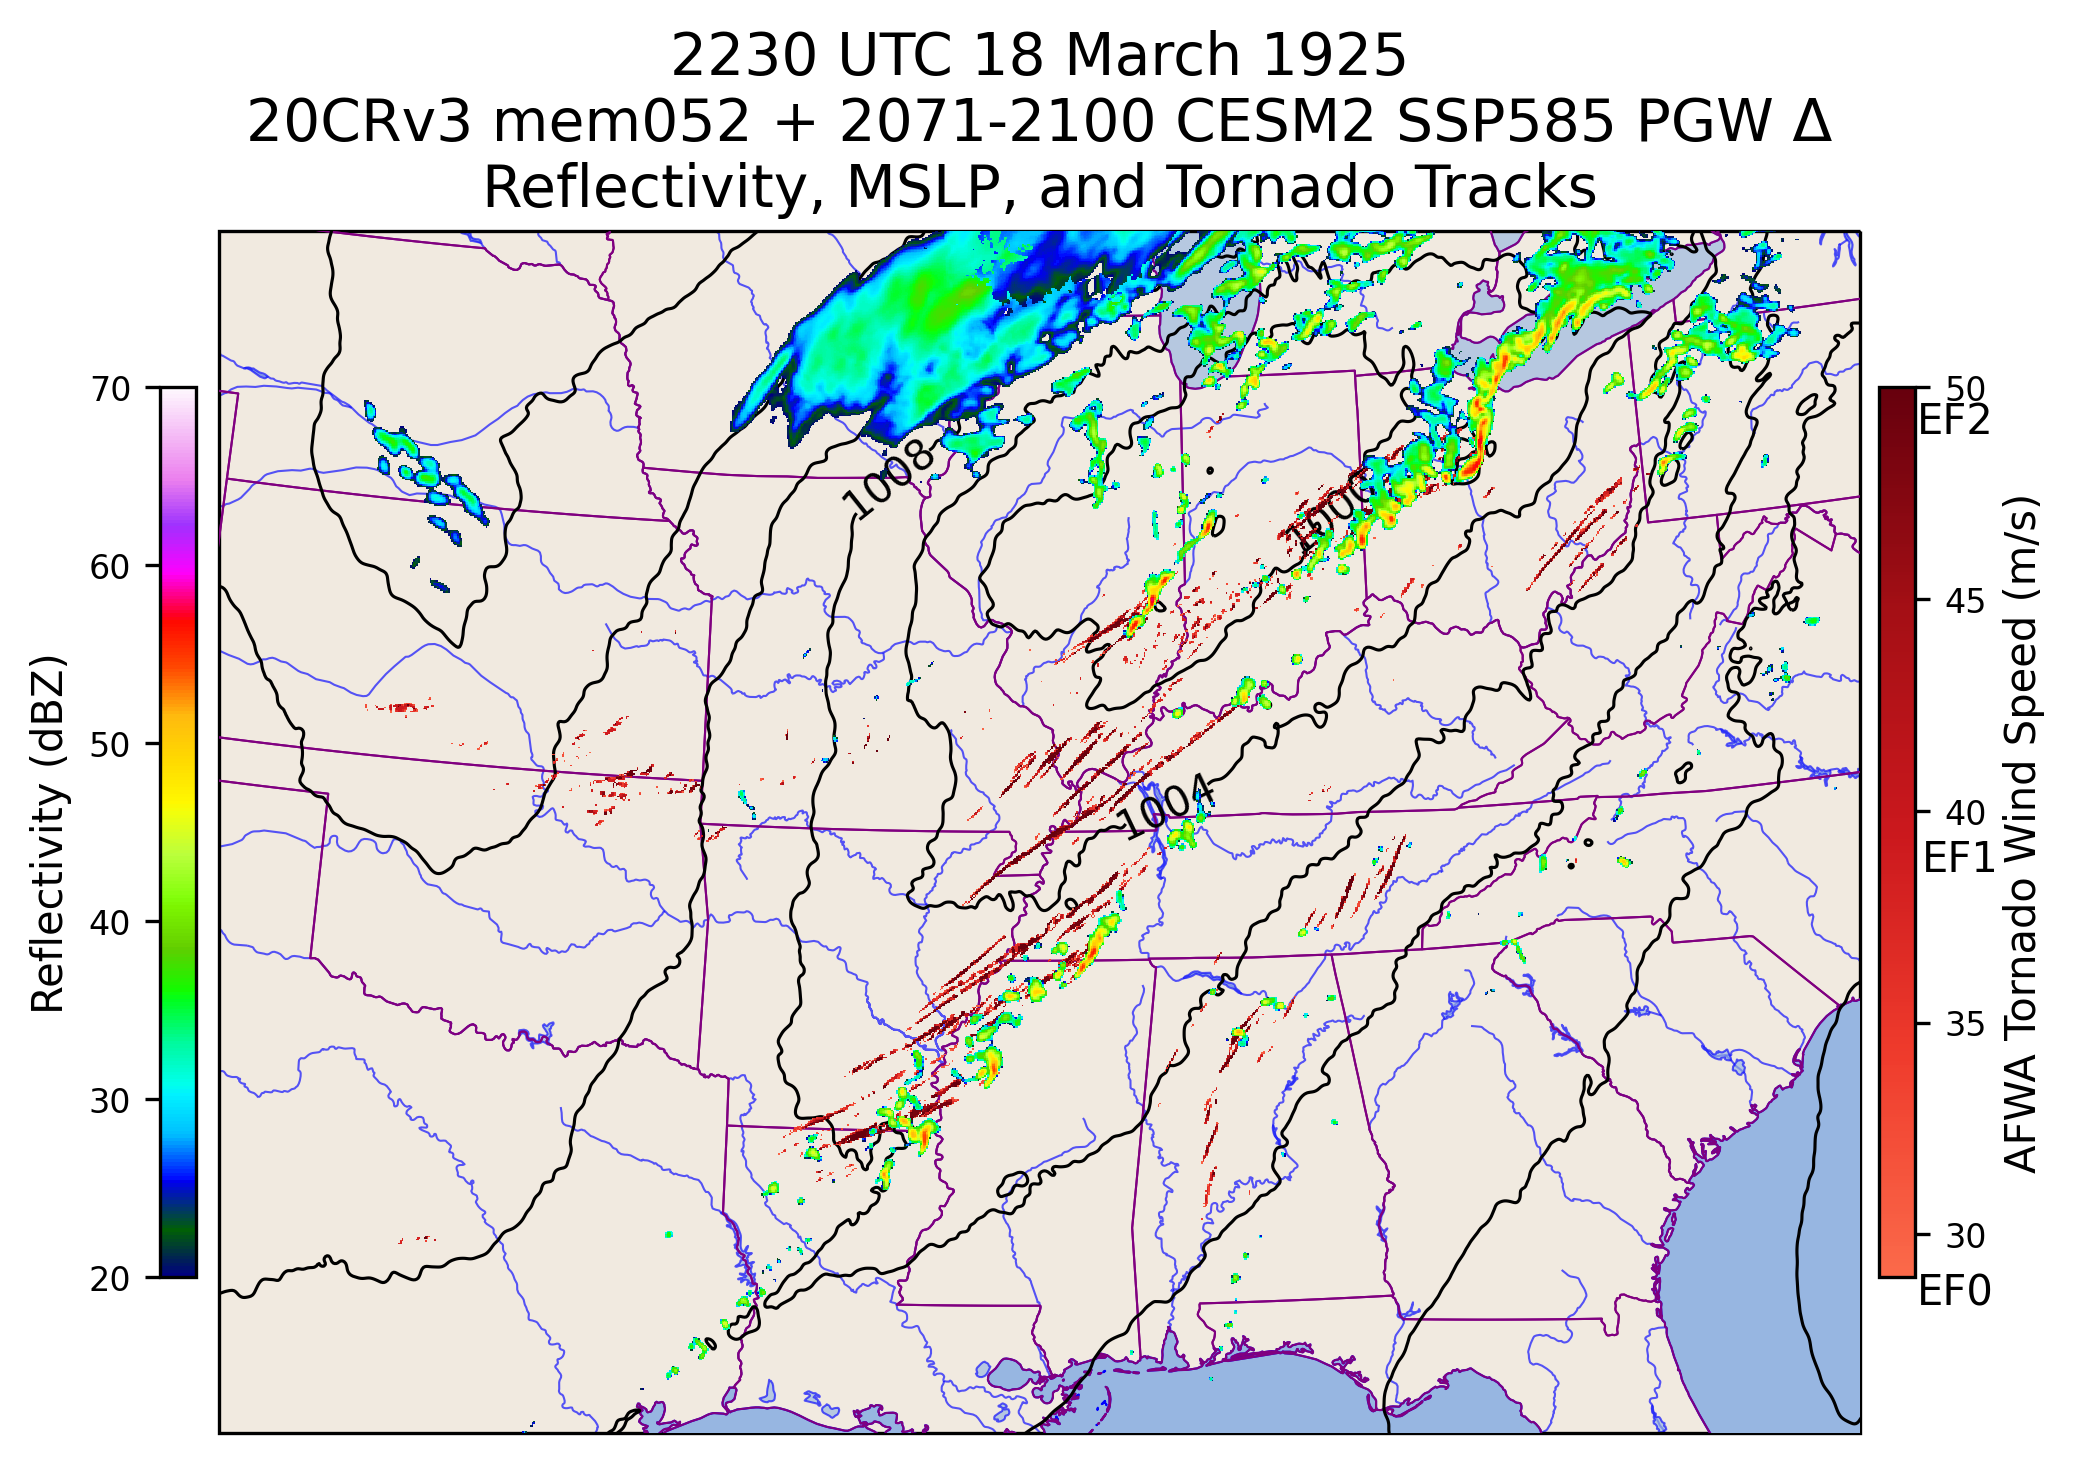 2230 UTC 18 March 1925
20CRv3 mem052 + 2071-2100 CESM2 SSP585 PGW Δ
Reflectivity, MSLP, and Tornado Tracks
Reflectivity (dBZ)
70
60
50
40
30
20
1008
1000
1004
50
EF2
45
40
EF1
35
30
EF0
AFWA Tornado Wind Speed (m/s)